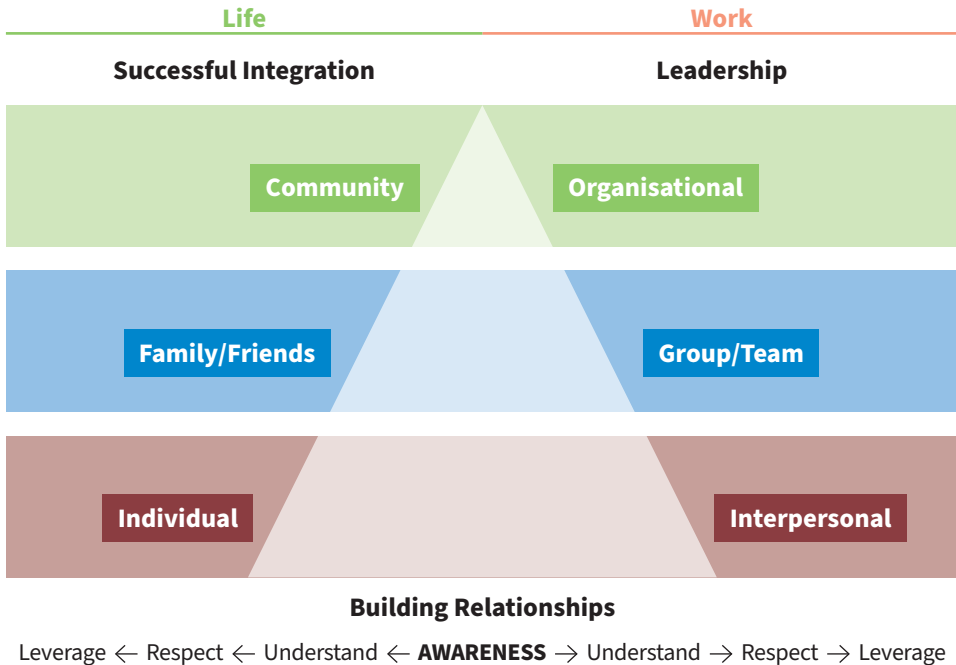 Life Work
Successful Integration Leadership
Community Organisational
Family/Friends Group/Team
Individual Interpersonal
Building Relationships
Leverage ← Respect ← Understand ← AWARENESS → Understand → Respect → Leverage